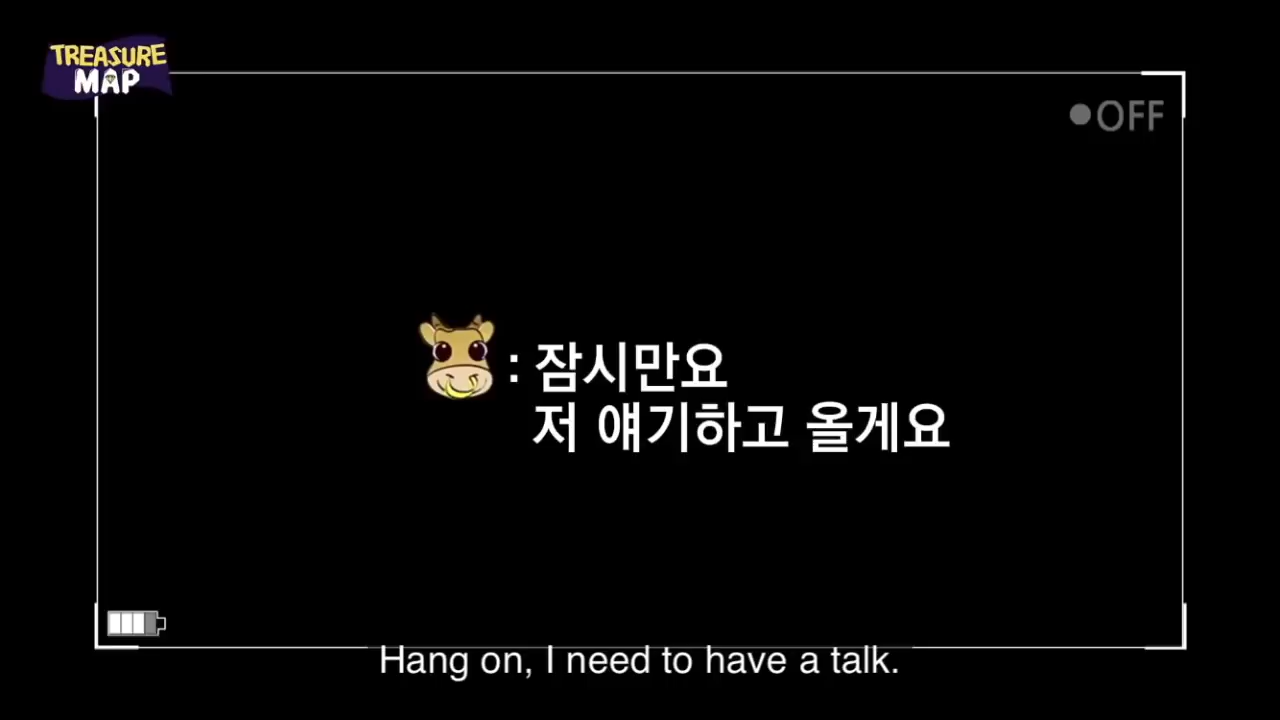 TREASURE
MAP
OFF
: 잠시만요
저 얘기하고 올게요
Hang on, I need to have a talk.